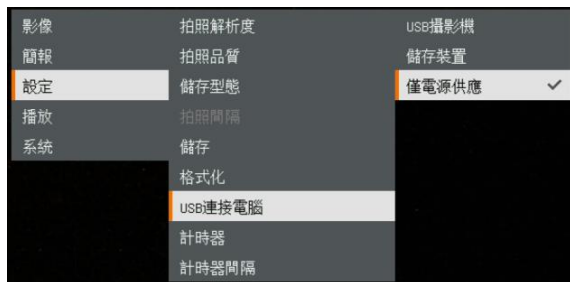 影像
簡報
設定
播放
系統
拍照解析度
拍照品質
儲存型態
拍照間隔
儲存
格式化
USB連接電腦
計時器
計時器間隔
USB攝影機
儲存裝置
僅電源供應